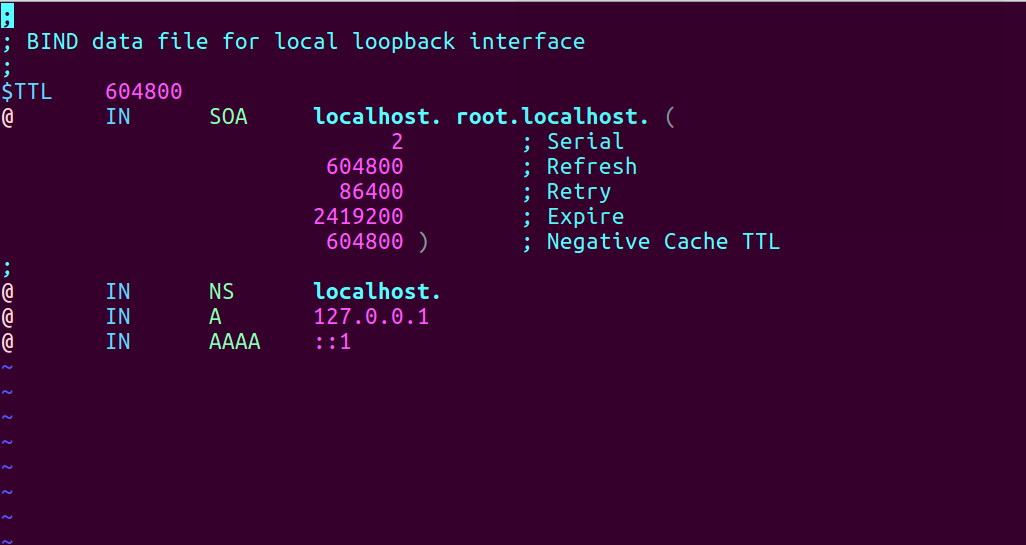 ;
; BIND data file for local loopback interface
;
$TTL    604800
@       IN      SOA     localhost. root.localhost. (
                              2         ; Serial
                         604800         ; Refresh
                          86400         ; Retry
                        2419200         ; Expire
                         604800 )       ; Negative Cache TTL
;
@       IN      NS      localhost.
@       IN      A       127.0.0.1
@       IN      AAAA    ::1
~
~
~
~
~
~
~
~